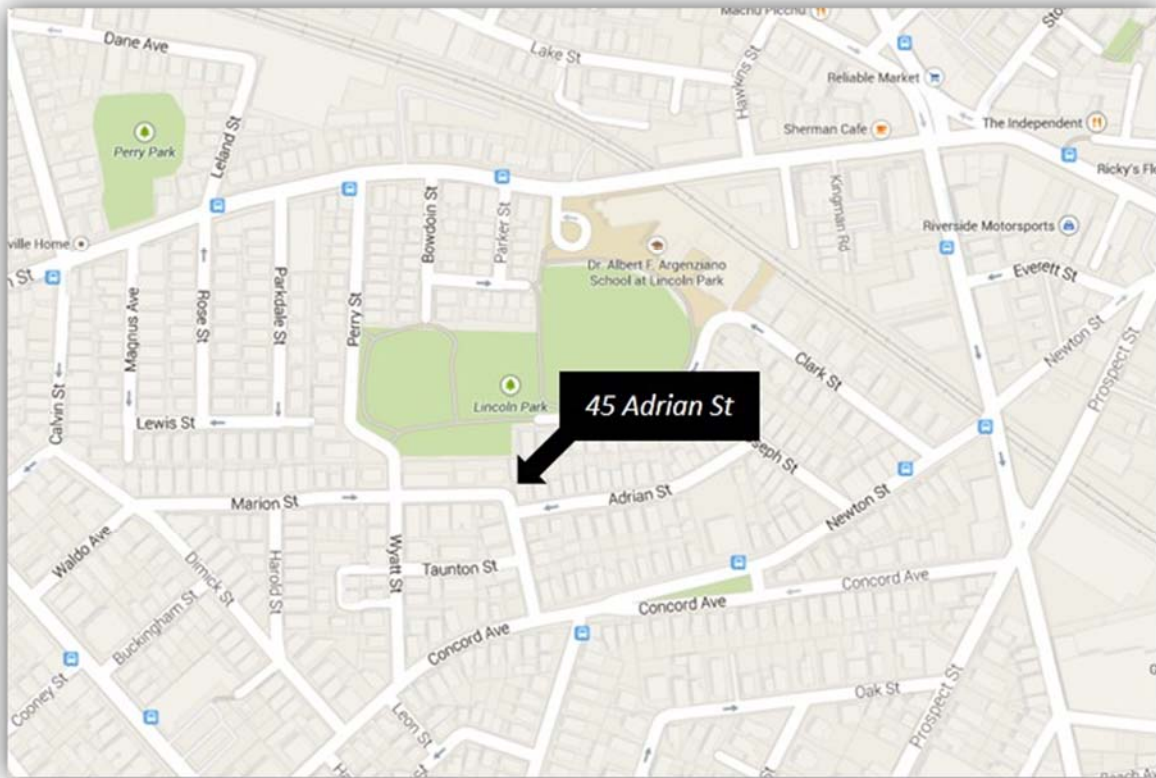 Machu Picchu
Dane Ave
Lake St
Hawkins St
Reliable Market
Sherman Cafe
The Independent
Perry Park
Leland St
Ricky's
Kingman Rd
Bowdoin St
Parker St
Riverside Motorsports
ville Home
Dr. Albert F. Argenziano
School at Lincoln Park
Everett St
St
Magnus Ave
Rose St
Parkdale St
Perry St
Newton St
Prospect St
Clark St
Calvin St
Lewis St
Lincoln Park
45 Adrian St
seph St
Marion St
Adrian St
Newton St
Waldo Ave
Harold St
Wyatt St
Taunton St
Dimick St
Buckingham St
Concord Ave
Concord Ave
Concord Ave
Cooney St
Leon St
Oak St
Prospect St